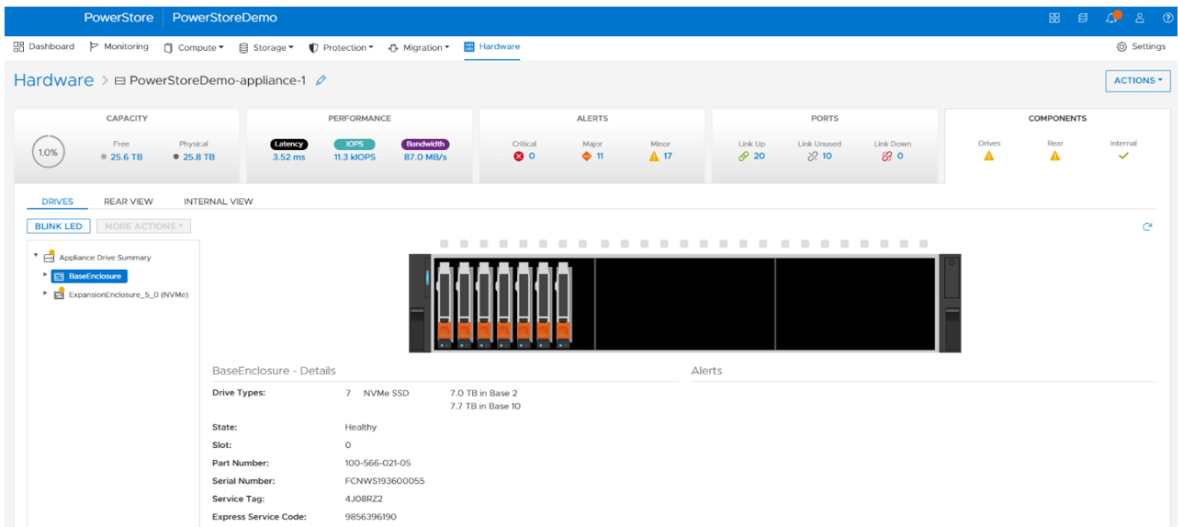 PowerStore PowerStoreDemo
Dashboard Monitoring Compute Storage Protection Migration Hardware Settings
Hardware > PowerStoreDemo-appliance-1 ACTIONS
CAPACITY PERFORMANCE ALERTS PORTS COMPONENTS
1.0% Free Physical Latency IOPS Bandwidth Critical Major Minor Link Up Link Unused Link Down Drives Rear Internal
25.6 TB 25.8 TB 3.52 ms 11.3 kIOPS 87.0 MB/s 0 11 17 20 10 0
DRIVES REAR VIEW INTERNAL VIEW
BLINK LED MORE ACTIONS
Appliance Drive Summary
BaseEnclosure
ExpansionEnclosure_5_0 (NVMe)
BaseEnclosure - Details Alerts
Drive Types: 7 NVMe SSD 7.0 TB in Base 2
7.7 TB in Base 10
State: Healthy
Slot: 0
Part Number: 100-566-021-05
Serial Number: FCNWS193600055
Service Tag: 4J08RZ2
Express Service Code: 9856396190